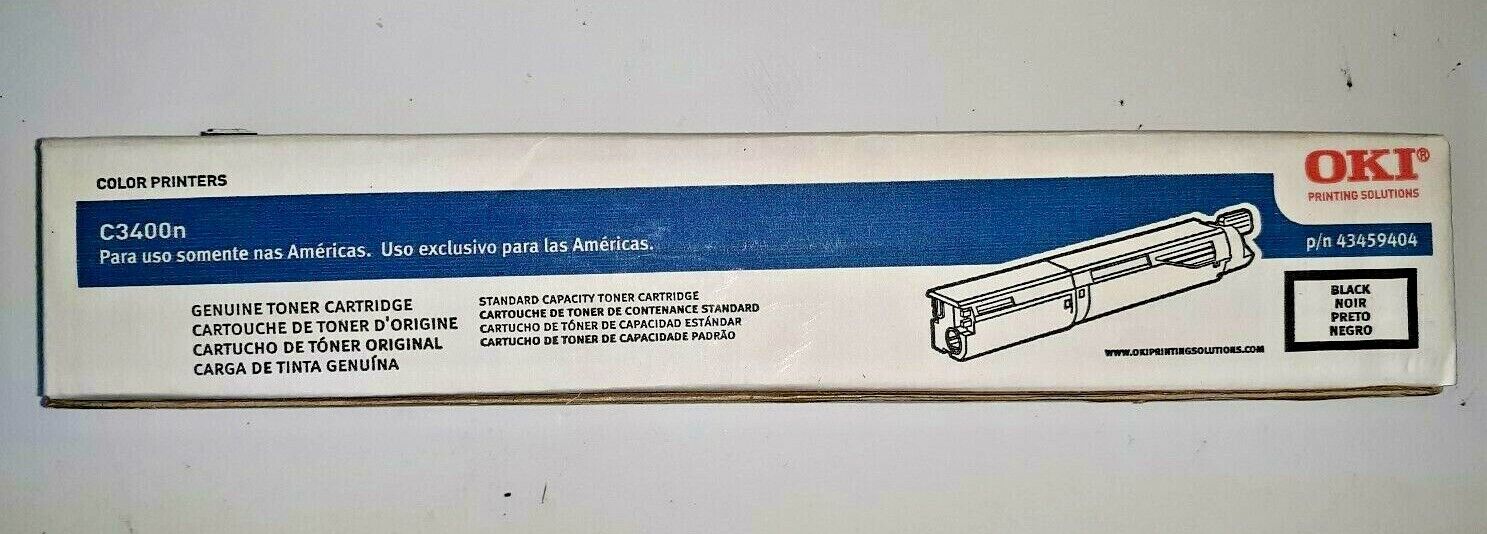 COLOR PRINTERS
OKI®
PRINTING SOLUTIONS
C3400n
Para uso somente nas Américas. Uso exclusivo para las Américas.
p/n 43459404
GENUINE TONER CARTRIDGE
CARTOUCHE DE TONER D'ORIGINE
CARTUCHO DE TÓNER ORIGINAL
CARGA DE TINTA GENUÍNA
STANDARD CAPACITY TONER CARTRIDGE
CARTOUCHE DE TONER DE CONTENANCE STANDARD
CARTUCHO DE TÓNER DE CAPACIDAD ESTÁNDAR
CARTUCHO DE TONER DE CAPACIDADE PADRÃO
WWW.OKIPRINTINGSOLUTIONS.COM
BLACK
NOIR
PRETO
NEGRO